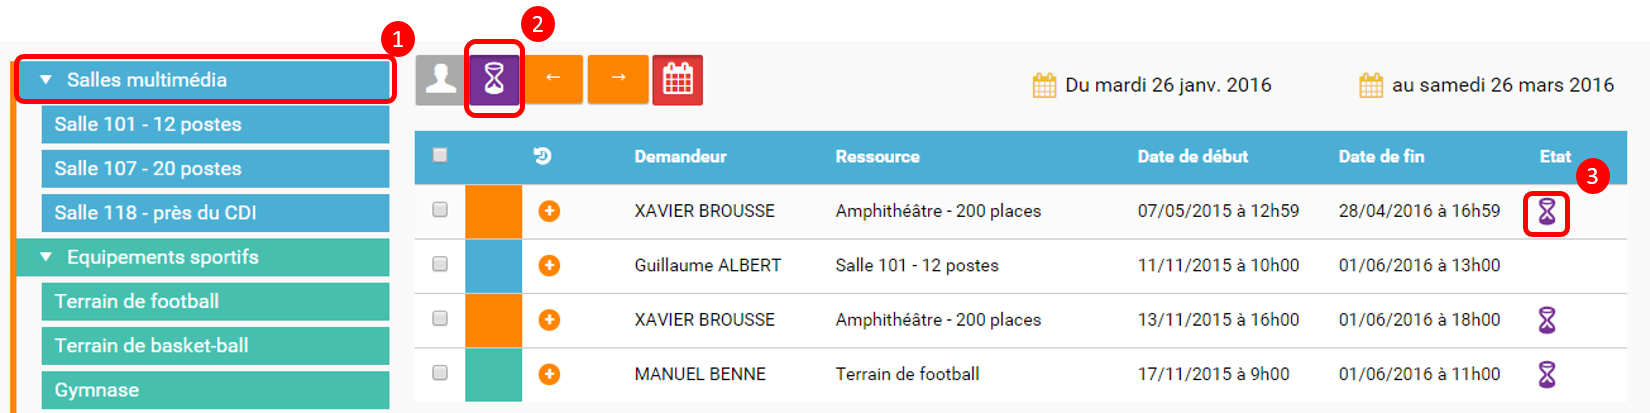 1
2
Salles multimédia
Du mardi 26 janv. 2016
au samedi 26 mars 2016
Salle 101 - 12 postes
Salle 107 - 20 postes
Salle 118 - près du CDI
Equipements sportifs
Terrain de football
Terrain de basket-ball
Gymnase
Demandeur Ressource Date de début Date de fin Etat
3
XAVIER BROUSSE Amphithéâtre - 200 places 07/05/2015 à 12h59 28/04/2016 à 16h59
Guillaume ALBERT Salle 101 - 12 postes 11/11/2015 à 10h00 01/06/2016 à 13h00
XAVIER BROUSSE Amphithéâtre - 200 places 13/11/2015 à 16h00 01/06/2016 à 18h00
MANUEL BENNE Terrain de football 17/11/2015 à 9h00 01/06/2016 à 11h00